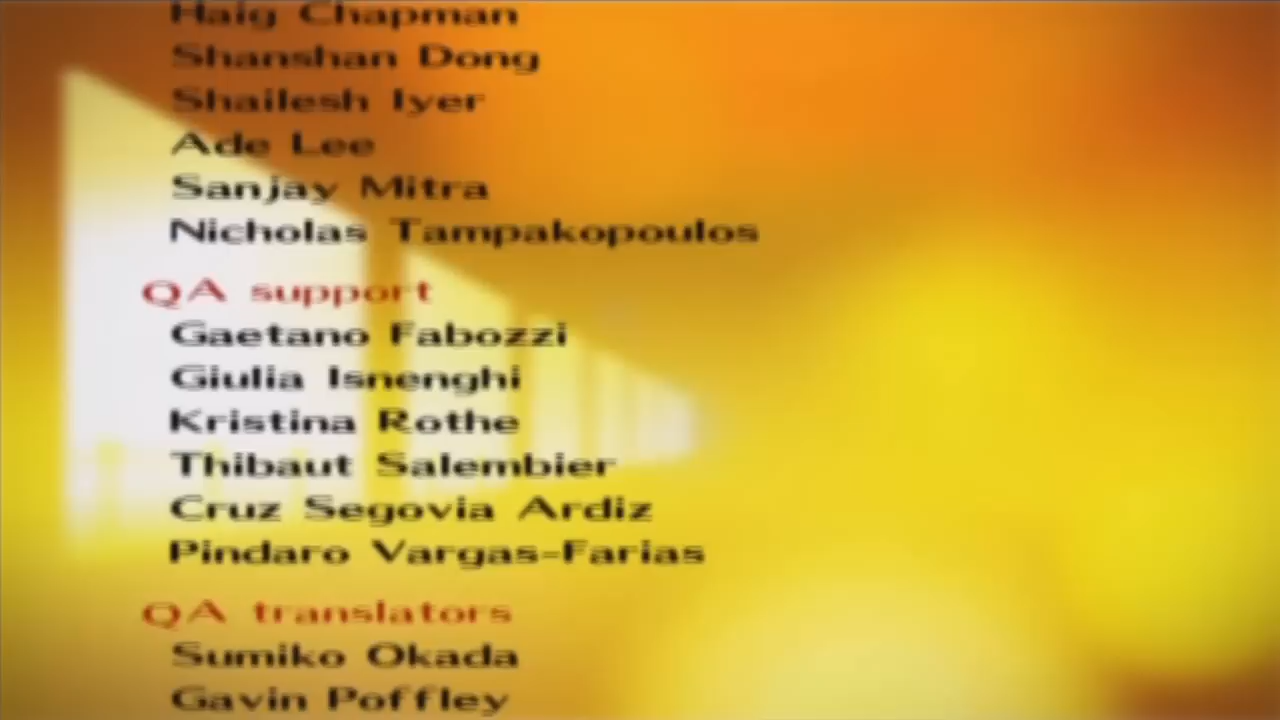 Haig Chapman
Shanshan Dong
Shailesh Iyer
Ade Lee
Sanjay Mitra
Nicholas Tampakopoulos
QA support
Gaetano Fabozzi
Giulia Isnenghi
Kristina Rothe
Thibaut Salembier
Cruz Segovia Ardiz
Pindaro Vargas-Farias
QA translators
Sumiko Okada
Gavin Poffley